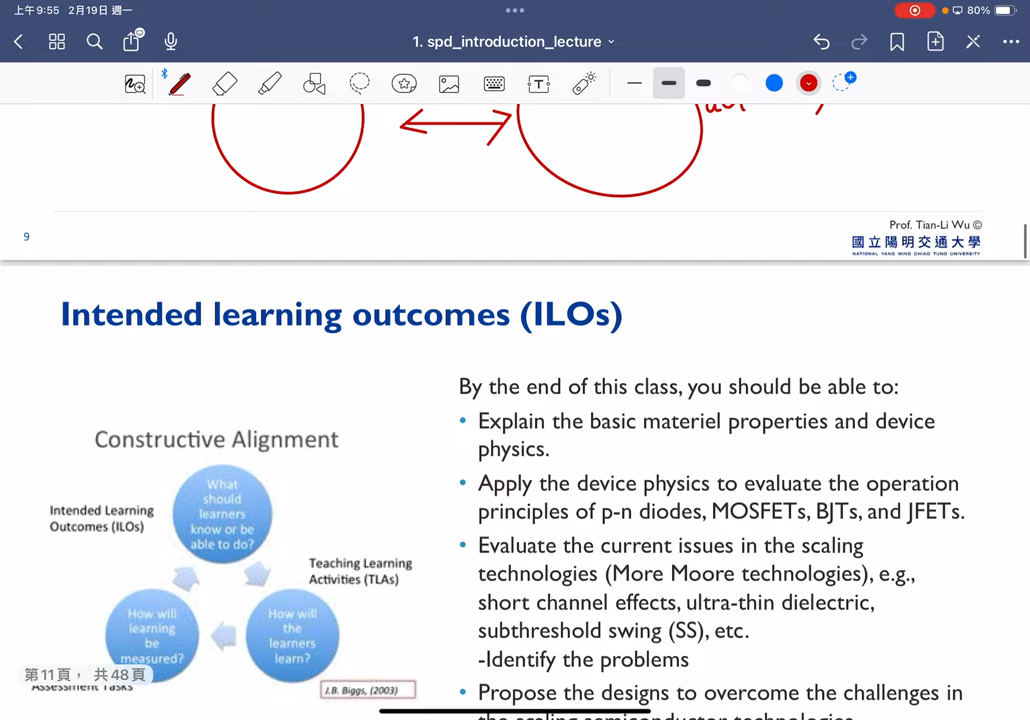 上午9:55 2月19日 週一
80%
1. spd_introduction_lecture
9
Prof. Tian-Li Wu ©
國立陽明交通大學
NATIONAL YANG MING CHIAO TUNG UNIVERSITY
Intended learning outcomes (ILOs)
Constructive Alignment
Intended Learning
Outcomes (ILOs)
What
should
learners
know or be
able to do?
Teaching Learning
Activities (TLAs)
How will
learning
be
measured?
How will
the
learners
learn?
第11頁， 共48頁
Assessment Tasks
J.B. Biggs, (2003)
By the end of this class, you should be able to:
• Explain the basic materiel properties and device
physics.
• Apply the device physics to evaluate the operation
principles of p-n diodes, MOSFETs, BJTs, and JFETs.
• Evaluate the current issues in the scaling
technologies (More Moore technologies), e.g.,
short channel effects, ultra-thin dielectric,
subthreshold swing (SS), etc.
-Identify the problems
• Propose the designs to overcome the challenges in
the scaling semiconductor technologies